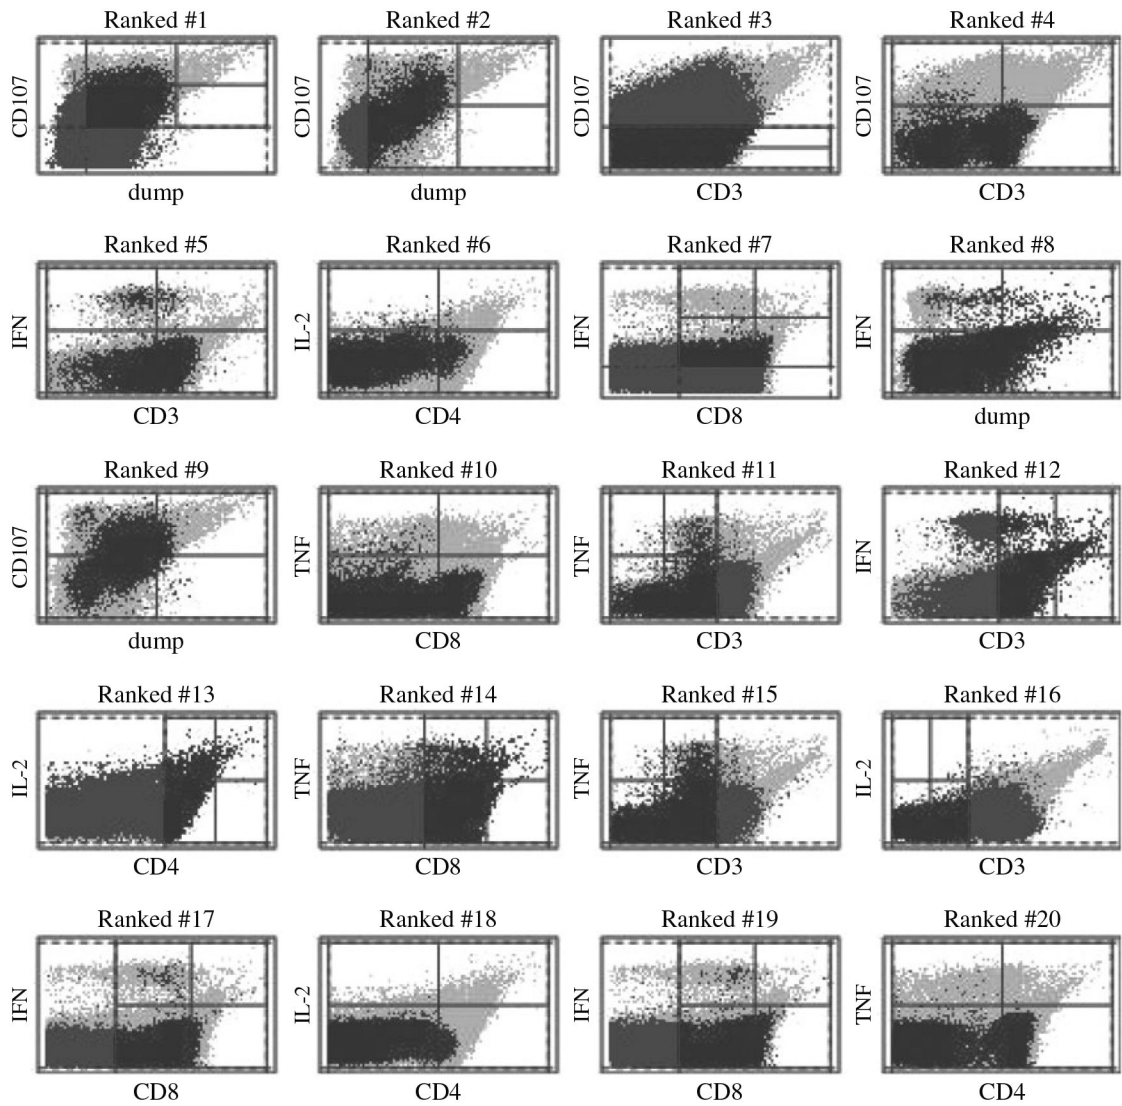 Ranked #1 Ranked #2 Ranked #3 Ranked #4
CD107 CD107 CD107 CD107
dump dump CD3 CD3
Ranked #5 Ranked #6 Ranked #7 Ranked #8
IFN IL-2 IFN IFN
CD3 CD4 CD8 dump
Ranked #9 Ranked #10 Ranked #11 Ranked #12
CD107 TNF TNF IFN
dump CD8 CD3 CD3
Ranked #13 Ranked #14 Ranked #15 Ranked #16
IL-2 TNF TNF IL-2
CD4 CD8 CD3 CD3
Ranked #17 Ranked #18 Ranked #19 Ranked #20
IFN IL-2 IFN TNF
CD8 CD4 CD8 CD4